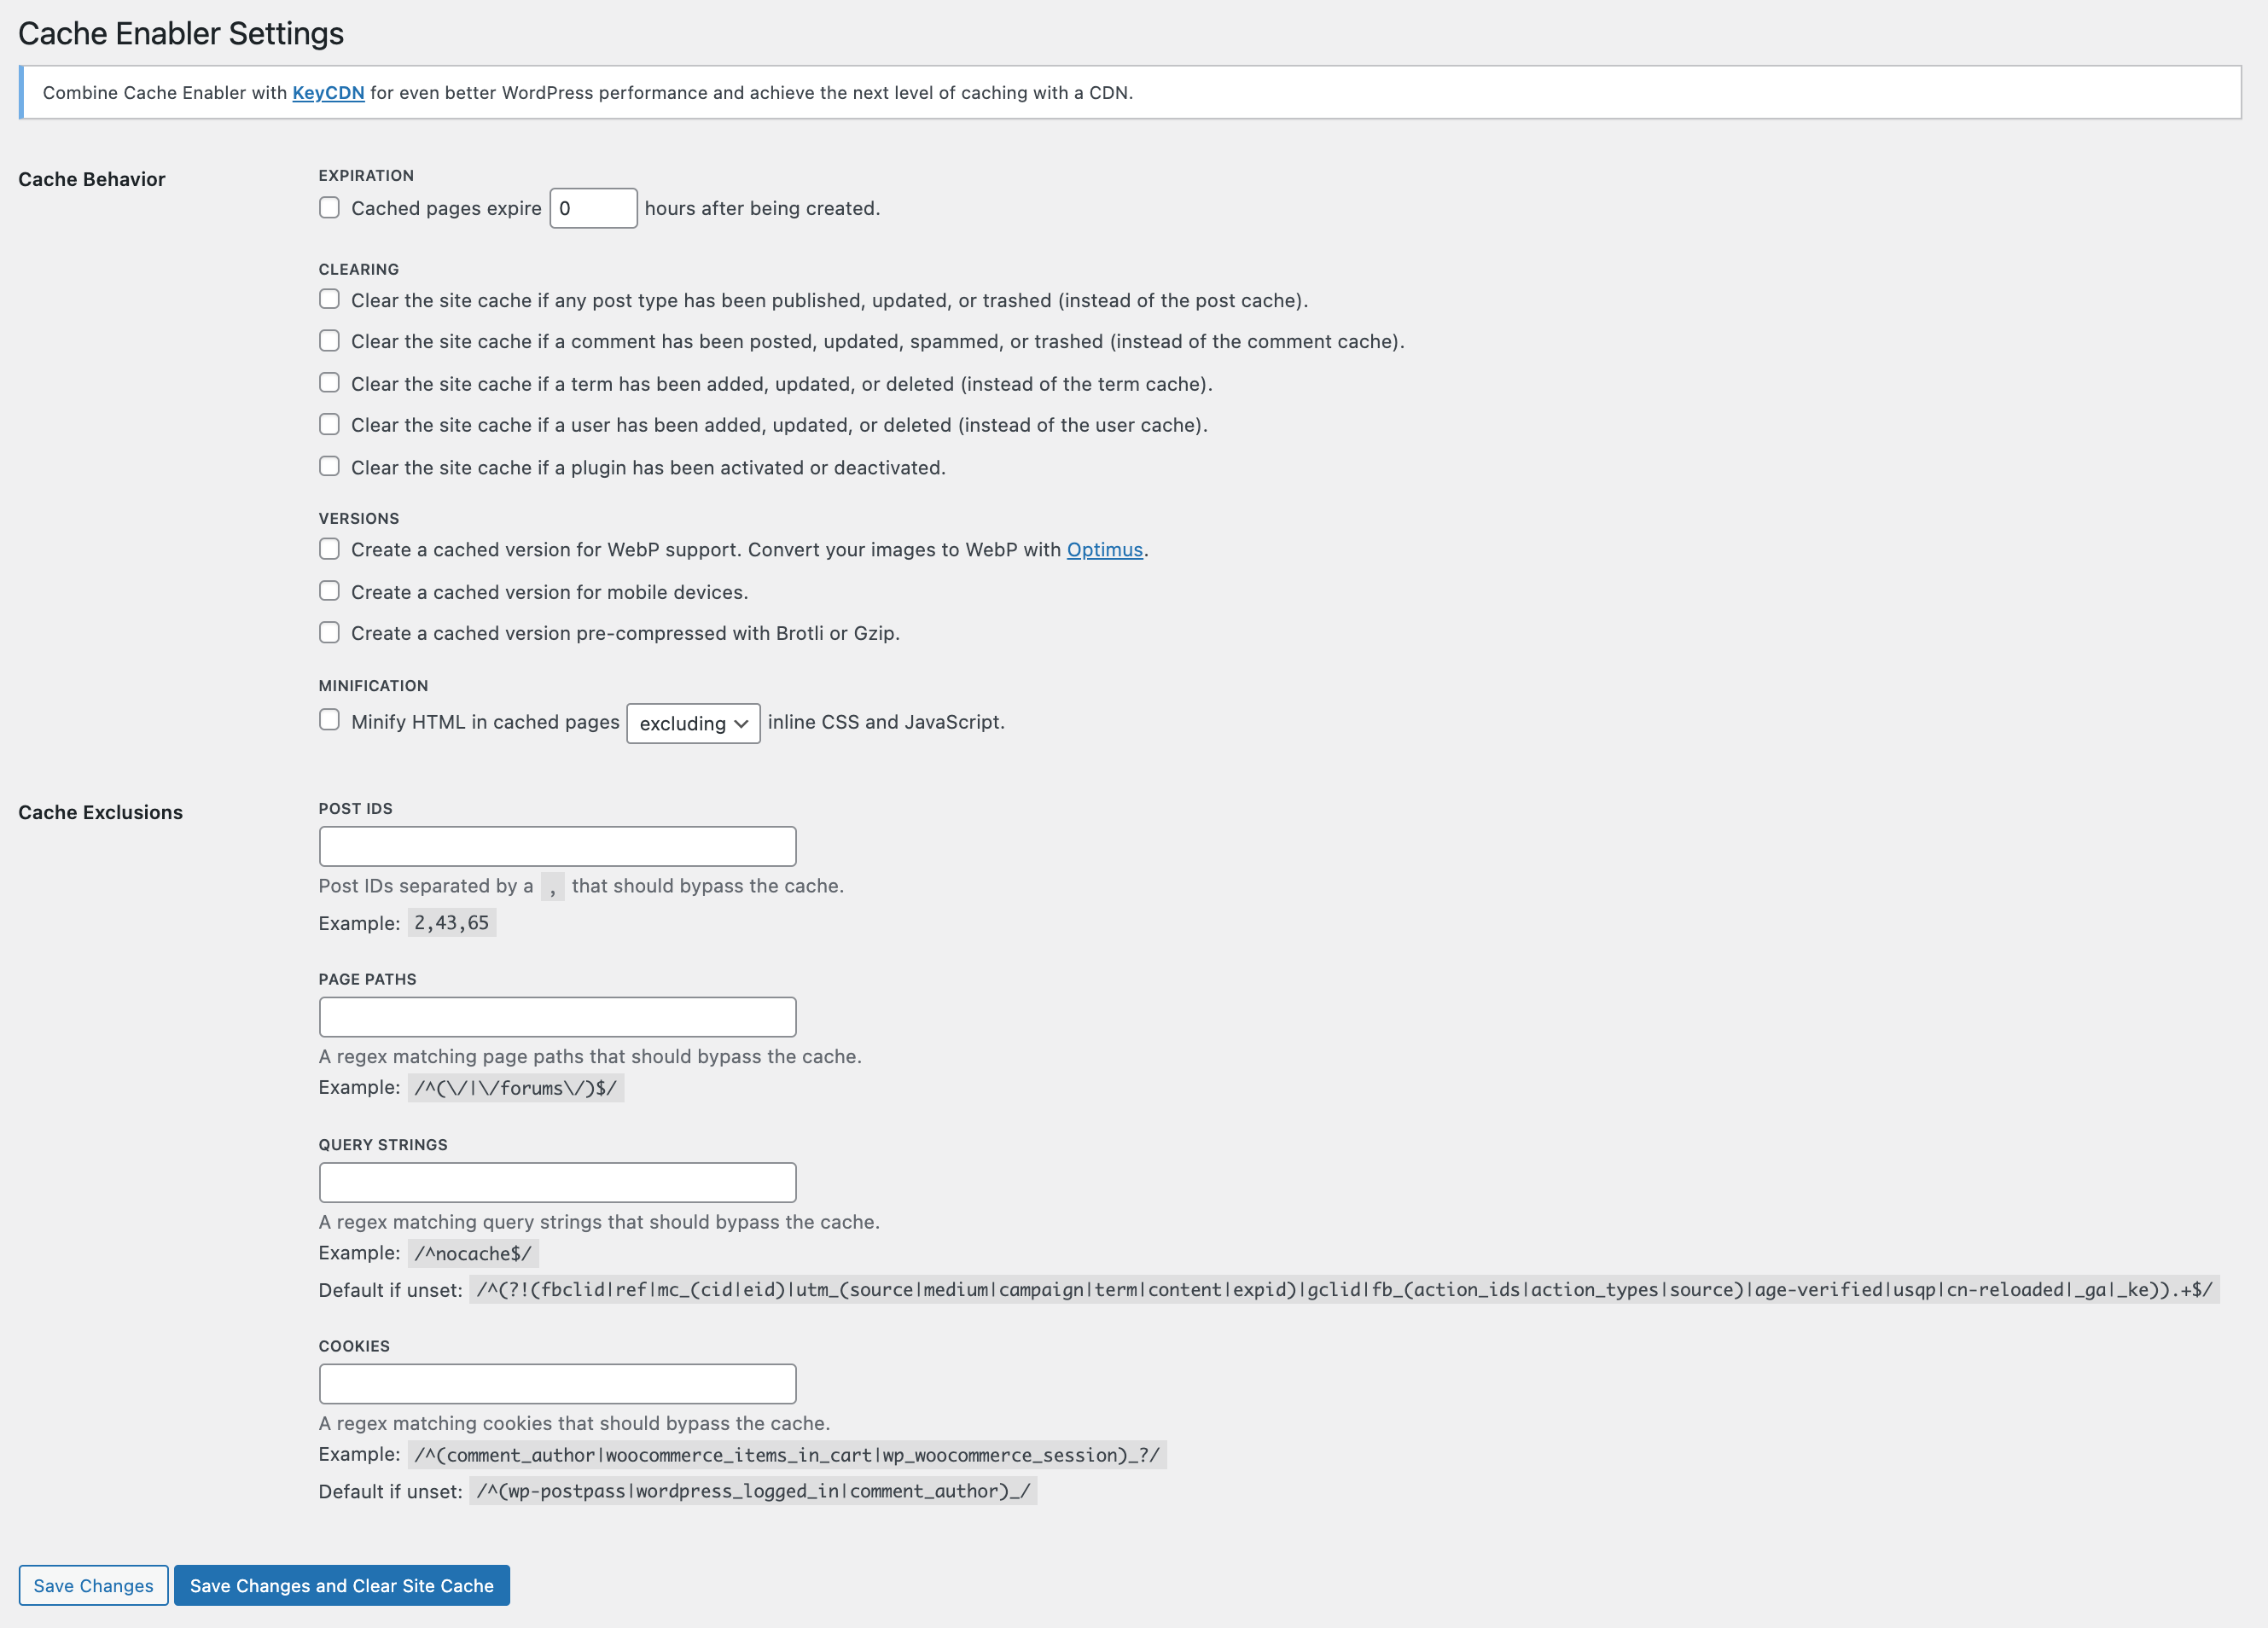 Cache Enabler Settings
Combine Cache Enabler with KeyCDN for even better WordPress performance and achieve the next level of caching with a CDN.
Cache Behavior
EXPIRATION
Cached pages expire 0 hours after being created.
CLEARING
Clear the site cache if any post type has been published, updated, or trashed (instead of the post cache).
Clear the site cache if a comment has been posted, updated, spammed, or trashed (instead of the comment cache).
Clear the site cache if a term has been added, updated, or deleted (instead of the term cache).
Clear the site cache if a user has been added, updated, or deleted (instead of the user cache).
Clear the site cache if a plugin has been activated or deactivated.
VERSIONS
Create a cached version for WebP support. Convert your images to WebP with Optimus.
Create a cached version for mobile devices.
Create a cached version pre-compressed with Brotli or Gzip.
MINIFICATION
Minify HTML in cached pages excluding inline CSS and JavaScript.
Cache Exclusions
POST IDS
Post IDs separated by a , that should bypass the cache.
Example: 2,43,65
PAGE PATHS
A regex matching page paths that should bypass the cache.
Example: /^(\/|\/forums\/)$/
QUERY STRINGS
A regex matching query strings that should bypass the cache.
Example: /^nocache$/
Default if unset: /^(?!(fbclid|ref|mc_(cid|eid)|utm_(source|medium|campaign|term|content|expid)|gclid|fb_(action_ids|action_types|source)|age-verified|usqp|cn-reloaded|_ga|_ke)).+$/
COOKIES
A regex matching cookies that should bypass the cache.
Example: /^(comment_author|woocommerce_items_in_cart|wp_woocommerce_session)_?/
Default if unset: /^(wp-postpass|wordpress_logged_in|comment_author)_/
Save Changes
Save Changes and Clear Site Cache